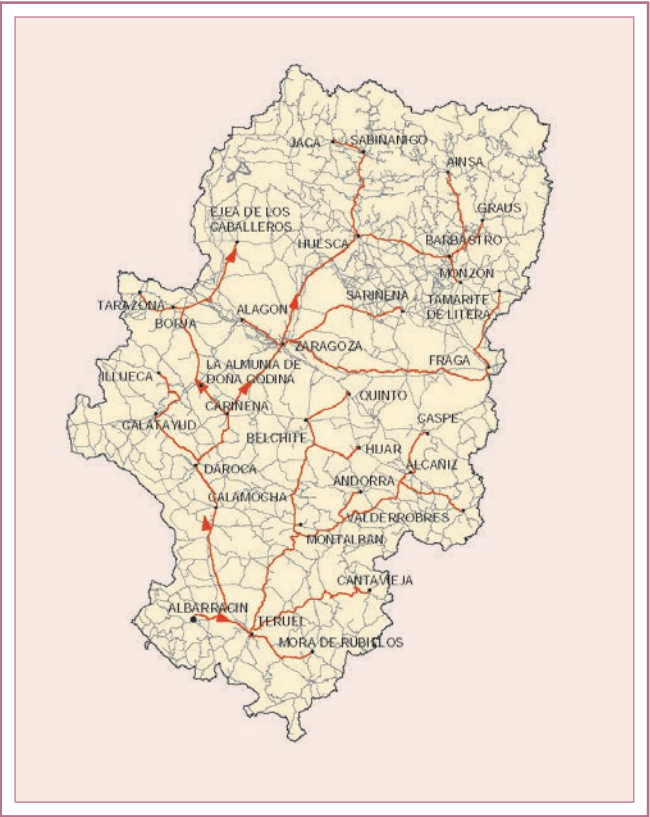 JACA
SABIÑANIGO
AINSA
GRAUS
EJEA DE LOS
CABALLEROS
HUESCA
BARBASTRO
MONZON
TARAZONA
ALAGON
SARIÑENA
TAMARITE
DE LITERA
BORJA
ZARAGOZA
FRAGA
ILLUECA
LA ALMUNIA DE
DOÑA GODINA
QUINTO
CARIÑENA
CASPE
CALATAYUD
BELCHITE
HIJAR
DAROCA
ALCAÑIZ
ANDORRA
CALAMOCHA
VALDERROBRES
MONTALBAN
CANTAVIEJA
ALBARRACIN
TERUEL
MORA DE RUBIELOS